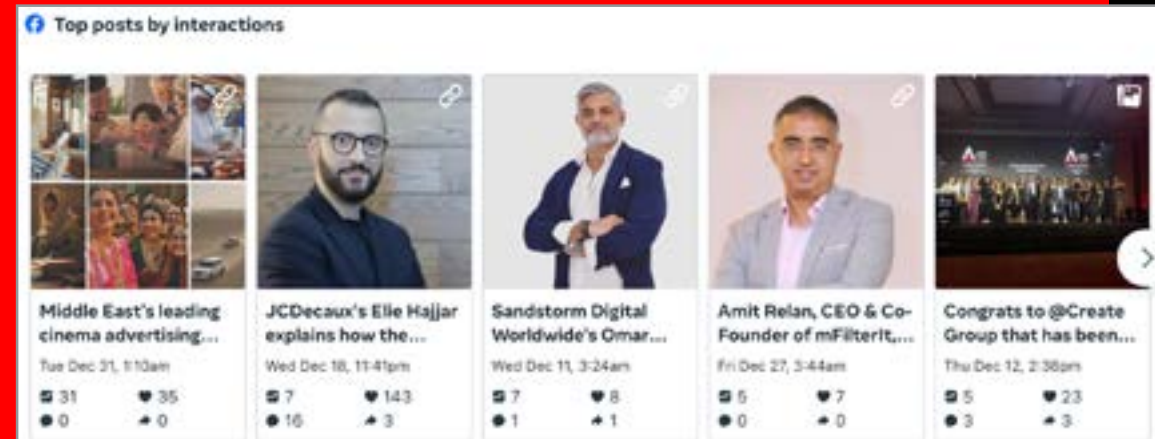 Top posts by interactions
Middle East's leading
cinema advertising...
Tue Dec 31, 1:10am
31 35
0 0
JCDecaux's Elie Hajjar
explains how the...
Wed Dec 18, 11:41pm
7 143
16 3
Sandstorm Digital
Worldwide's Omar...
Wed Dec 11, 3:24am
7 8
1 1
Amit Relan, CEO & Co-
Founder of mFilterIt,...
Fri Dec 27, 3:44am
5 7
0 0
Congrats to @Create
Group that has been...
Thu Dec 12, 2:38pm
5 23
3 3